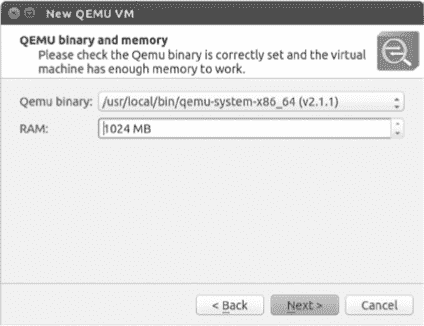 New QEMU VM
QEMU binary and memory
Please check the Qemu binary is correctly set and the virtual
machine has enough memory to work.
Qemu binary: /usr/local/bin/qemu-system-x86_64 (v2.1.1)
RAM: 1024 MB
< Back Next > Cancel